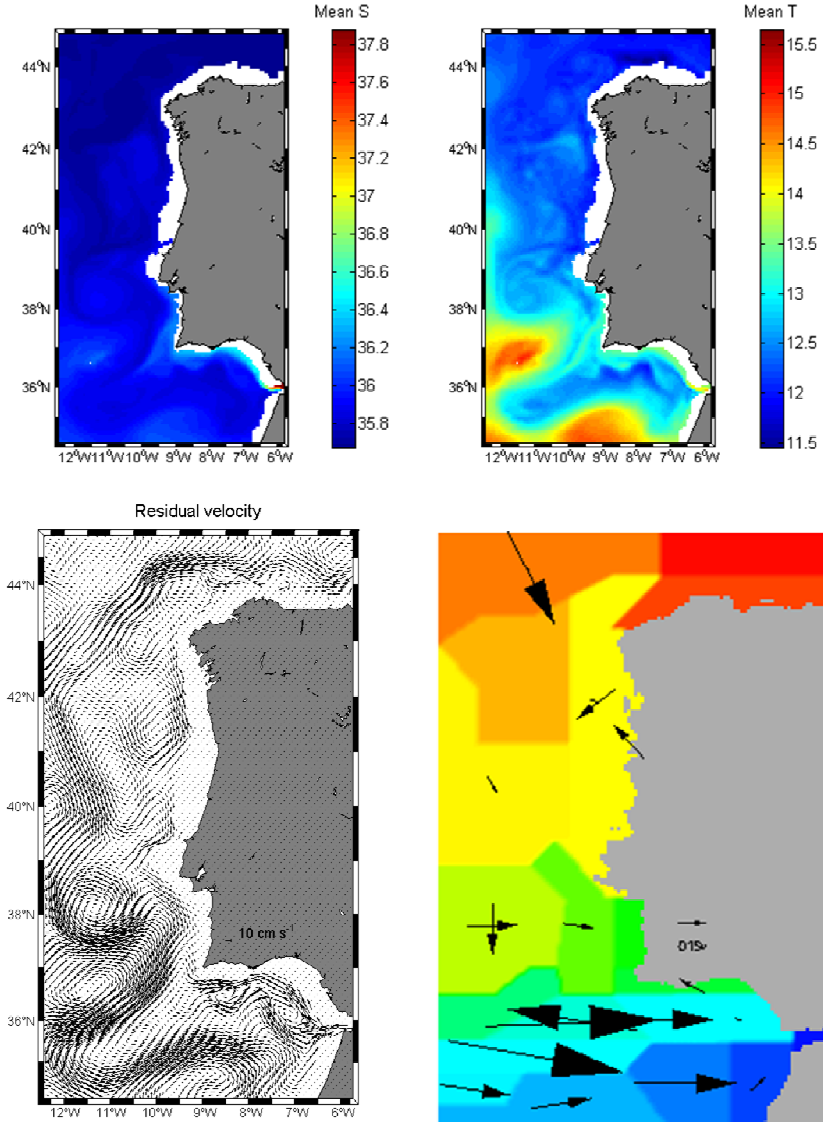 Mean S
Mean T
44°N
42°N
40°N
38°N
36°N
12°W 11°W 10°W 9°W 8°W 7°W 6°W
37.8
37.6
37.4
37.2
37
36.8
36.6
36.4
36.2
36
35.8
44°N
42°N
40°N
38°N
36°N
12°W 11°W 10°W 9°W 8°W 7°W 6°W
15.5
15
14.5
14
13.5
13
12.5
12
11.5
Residual velocity
44°N
42°N
40°N
38°N
36°N
10 cm s⁻¹
12°W 11°W 10°W 9°W 8°W 7°W 6°W
01Sv